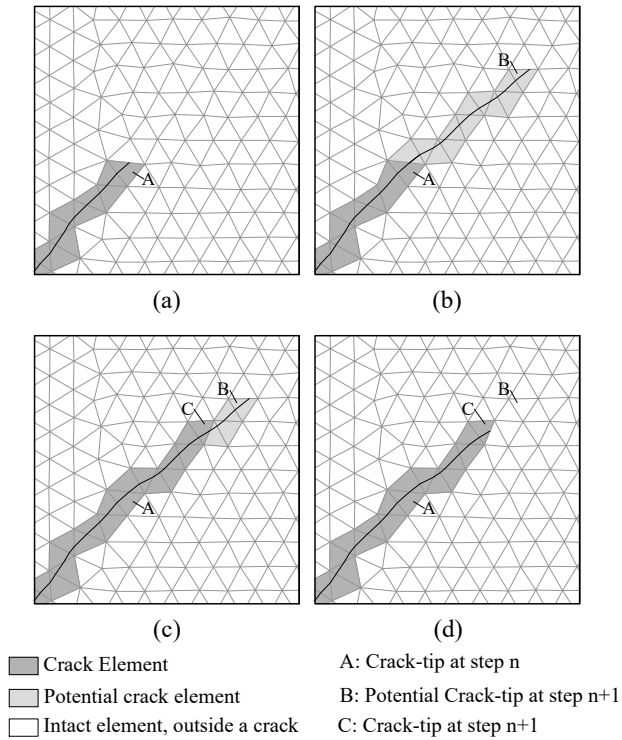 A
(a)
B
A
(b)
B
C
A
(c)
B
C
A
(d)
Crack Element
Potential crack element
Intact element, outside a crack
A: Crack-tip at step n
B: Potential Crack-tip at step n+1
C: Crack-tip at step n+1